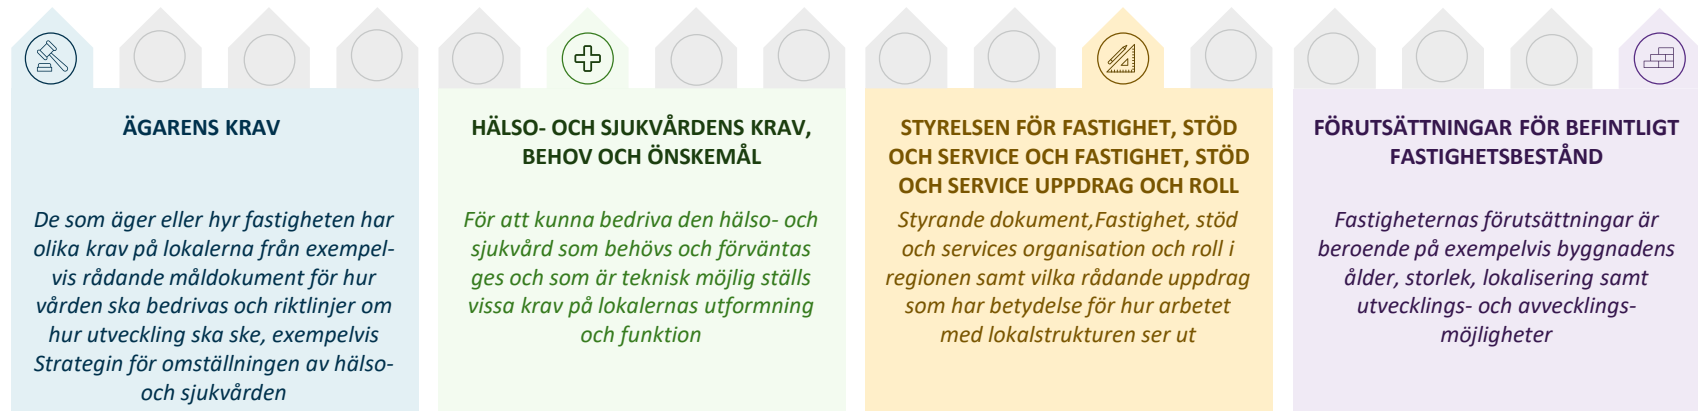 ÄGARENS KRAV
De som äger eller hyr fastigheten har
olika krav på lokalerna från exempel-
vis rådande måldokument för hur
vården ska bedrivas och riktlinjer om
hur utveckling ska ske, exempelvis
Strategin för omställningen av hälso-
och sjukvården
HÄLSO- OCH SJUKVÅRDENS KRAV,
BEHOV OCH ÖNSKEMÅL
För att kunna bedriva den hälso- och
sjukvård som behövs och förväntas
ges och som är teknisk möjlig ställs
vissa krav på lokalernas utformning
och funktion
STYRELSEN FÖR FASTIGHET, STÖD
OCH SERVICE OCH FASTIGHET, STÖD
OCH SERVICE UPPDRAG OCH ROLL
Styrande dokument,Fastighet, stöd
och services organisation och roll i
regionen samt vilka rådande uppdrag
som har betydelse för hur arbetet
med lokalstrukturen ser ut
FÖRUTSÄTTNINGAR FÖR BEFINTLIGT
FASTIGHETSBESTÅND
Fastigheternas förutsättningar är
beroende på exempelvis byggnadens
ålder, storlek, lokalisering samt
utvecklings- och avvecklings-
möjligheter